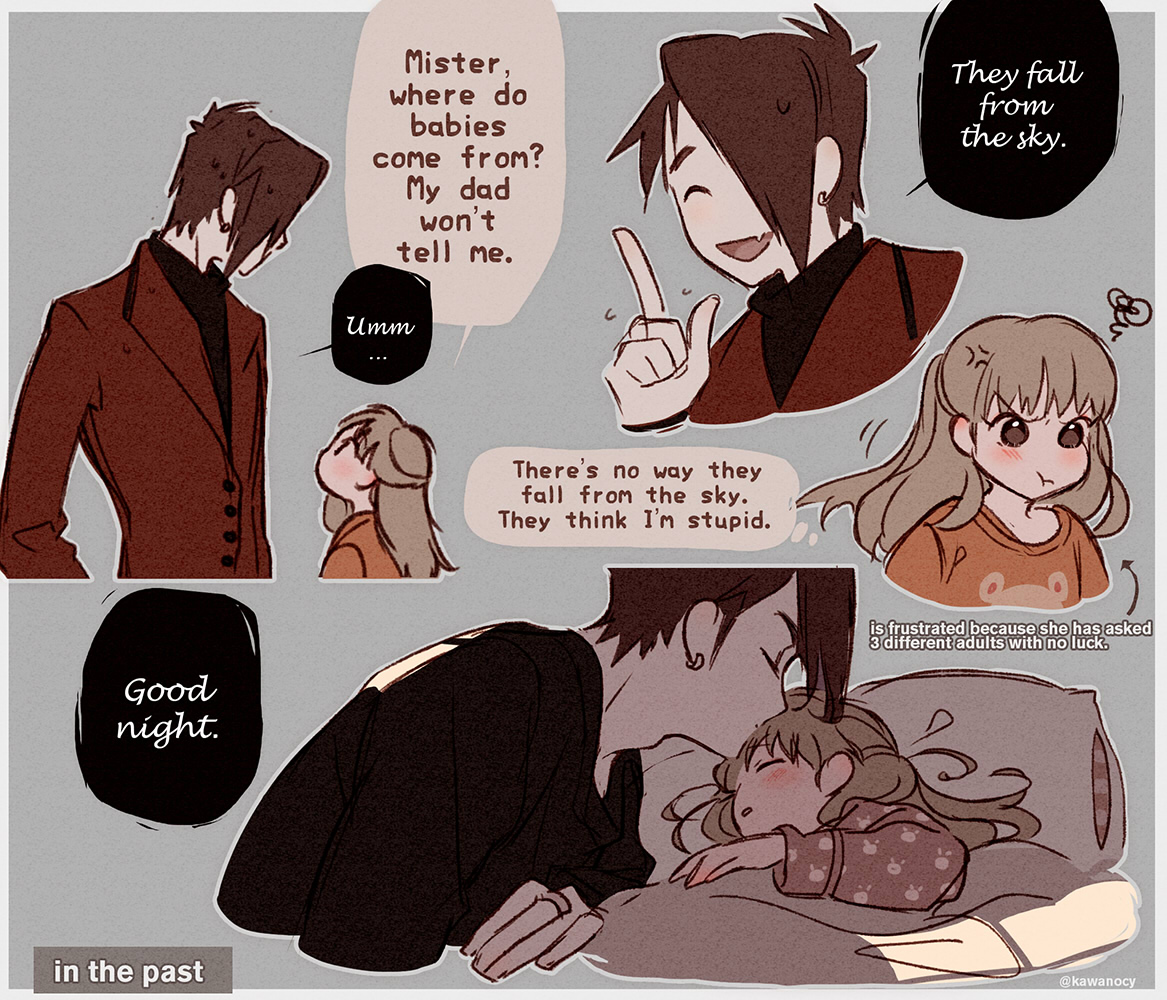 Mister,
where do
babies
come from?
My dad
won't
tell me.
Umm
...
They fall
from
the sky.
There's no way they
fall from the sky.
They think I'm stupid.
is frustrated because she has asked
3 different adults with no luck.
Good
night.
in the past
@kawanocy